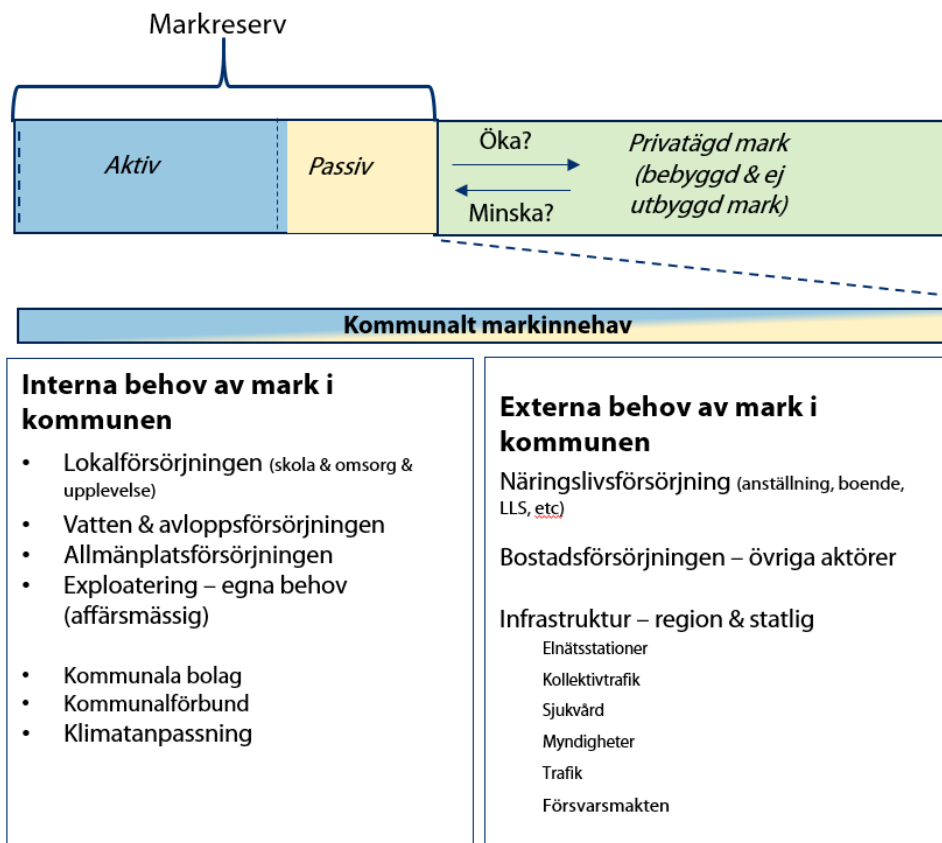 Markreserv
Aktiv
Passiv
Öka?
Minska?
Privatägd mark
(bebyggd & ej
utbyggd mark)
Kommunalt markinnehav
Interna behov av mark i
kommunen
• Lokalförsörjningen (skola & omsorg &
upplevelse)
• Vatten & avloppsförsörjningen
• Allmänplatsförsörjningen
• Exploatering – egna behov
(affärsmässig)
• Kommunala bolag
• Kommunalförbund
• Klimatanpassning
Externa behov av mark i
kommunen
Näringslivsförsörjning (anställning, boende,
LLS, etc)
Bostadsförsörjningen – övriga aktörer
Infrastruktur – region & statlig
Elnätsstationer
Kollektivtrafik
Sjukvård
Myndigheter
Trafik
Försvarsmakten